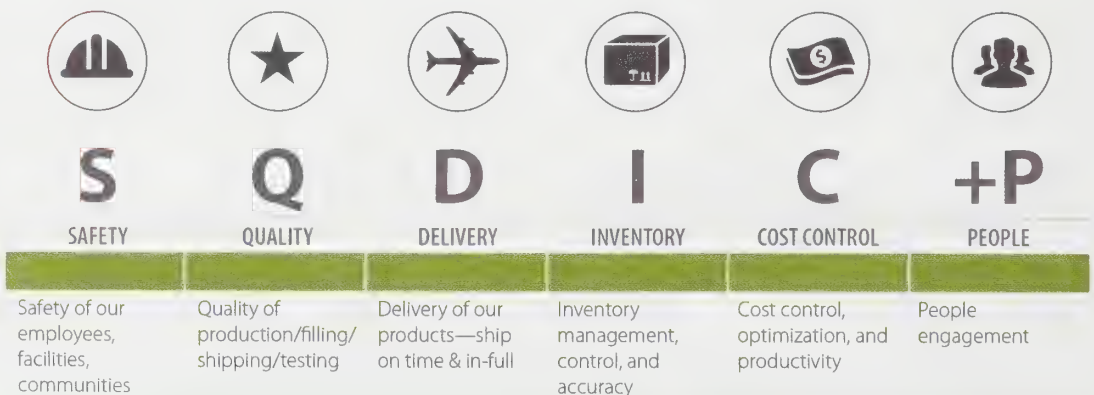 S Q D I C +P
SAFETY QUALITY DELIVERY INVENTORY COST CONTROL PEOPLE
Safety of our
employees,
facilities,
communities
Quality of
production/filling/
shipping/testing
Delivery of our
products—ship
on time & in-full
Inventory
management,
control, and
accuracy
Cost control,
optimization, and
productivity
People
engagement